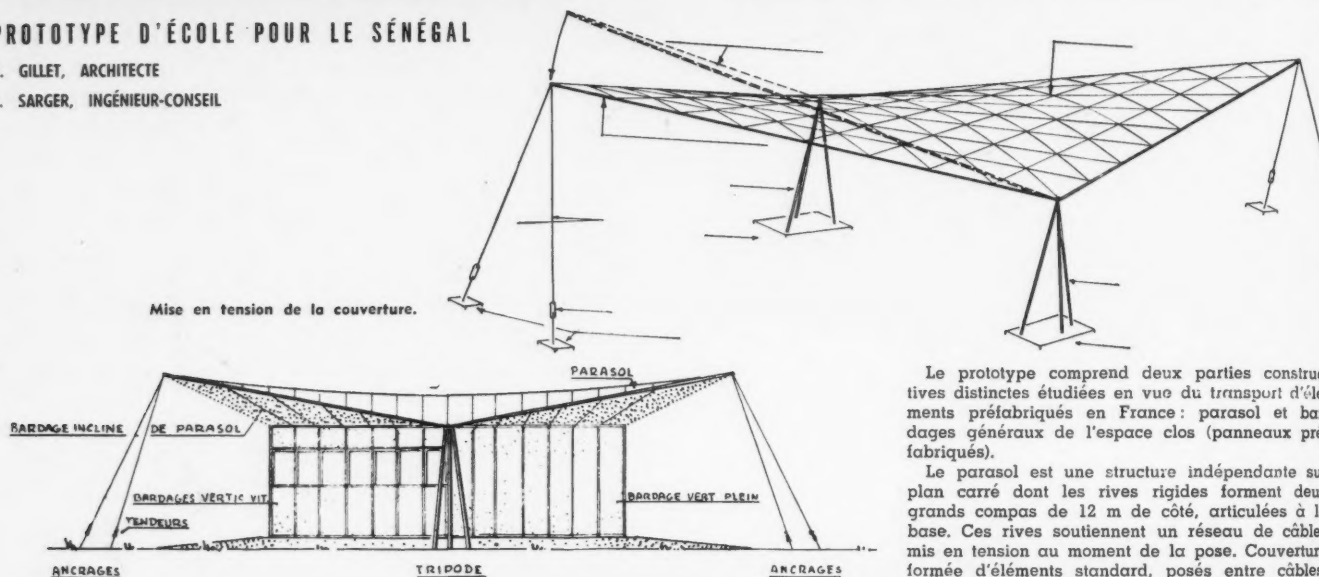 PROTOTYPE D'ÉCOLE POUR LE SÉNÉGAL
. GILLET, ARCHITECTE
. SARGER, INGÉNIEUR-CONSEIL
Mise en tension de la couverture.
PARASOL
BARDAGE INCLINE DE PARASOL
BARDAGES VERTIC VIT.
BARDAGE VERT PLEIN
TENDEURS
ANCRAGES
TRIPODE
ANCRAGES
Le prototype comprend deux parties construc
tives distinctes étudiées en vue du transport d'élé
ments préfabriqués en France : parasol et bar
dages généraux de l'espace clos (panneaux pré
fabriqués).
Le parasol est une structure indépendante su
plan carré dont les rives rigides forment deu
grands compas de 12 m de côté, articulées à l
base. Ces rives soutiennent un réseau de câble
mis en tension au moment de la pose. Couvertur
formée d'éléments standard, posés entre câbles